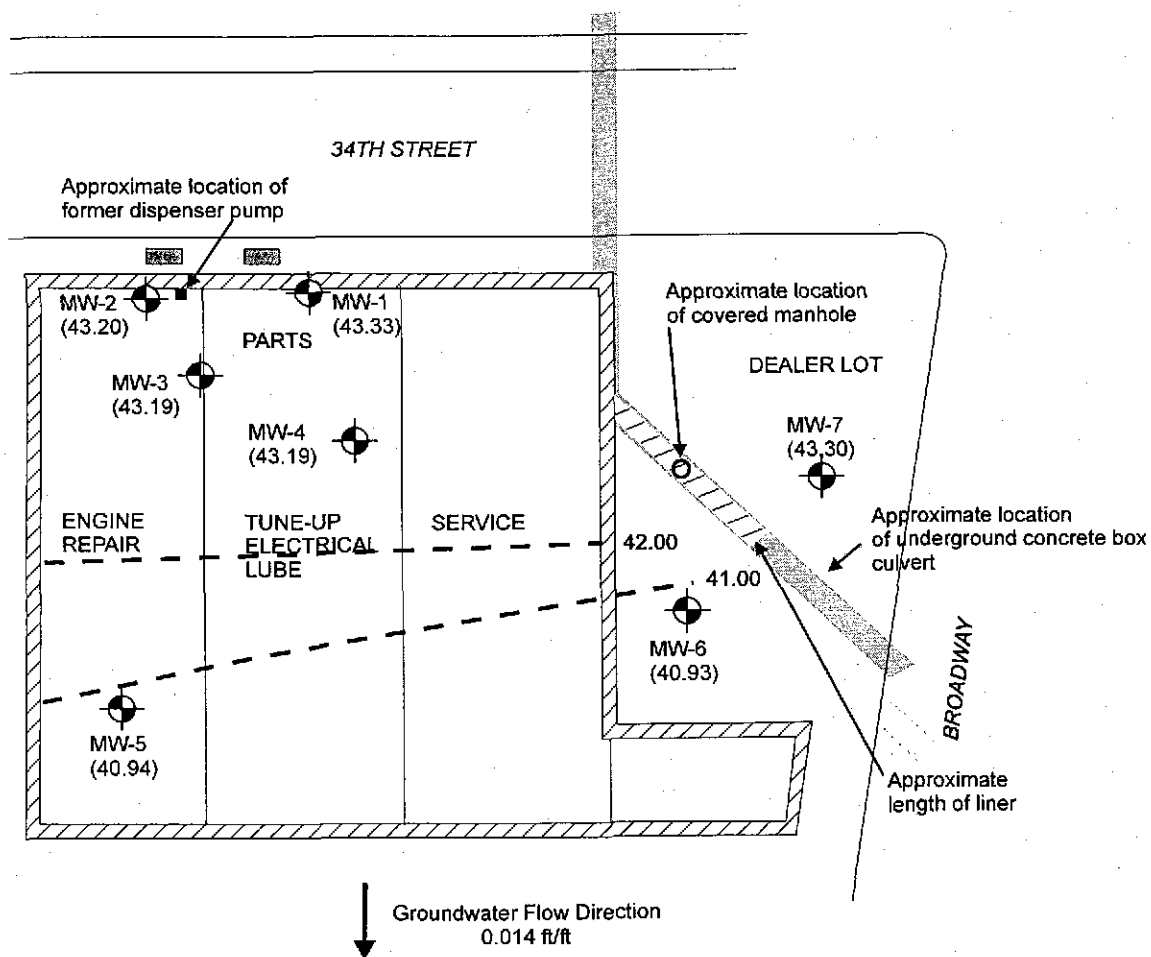 34TH STREET
Approximate location of
former dispenser pump
MW-2
(43.20)
MW-1
(43.33)
PARTS
MW-3
(43.19)
MW-4
(43.19)
Approximate location
of covered manhole
DEALER LOT
MW-7
(43.30)
ENGINE
REPAIR
TUNE-UP
ELECTRICAL
LUBE
SERVICE
42.00
41.00
Approximate location
of underground concrete box
culvert
MW-6
(40.93)
BROADWAY
MW-5
(40.94)
Approximate
length of liner
Groundwater Flow Direction
0.014 ft/ft